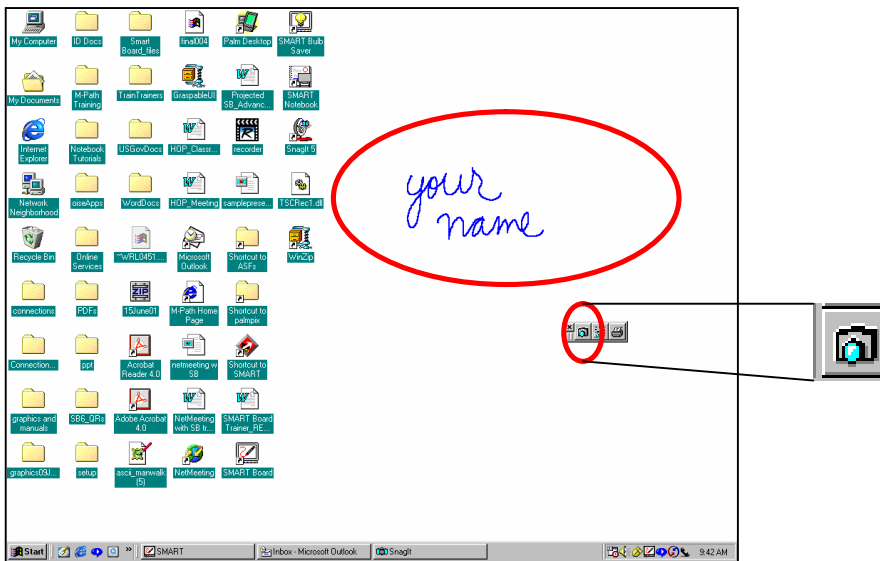 My Computer
ID Docs
Smart
Board_files
final004
Palm Desktop
SMART Bulb
Saver
My Documents
M-Path
Training
TrainTrainers
GraspableUI
Projected
SB_Advanc...
SMART
Notebook
Internet
Explorer
Notebook
Tutorials
USGovDocs
HOP_Classr...
recorder
SnagIt 5
Network
Neighborhood
oiseApps
WordDocs
HOP_Meeting
sampleprese...
TSCRec1.dll
Recycle Bin
Online
Services
~WRL0451....
Microsoft
Outlook
Shortcut to
ASFs
WinZip
connections
PDFs
15June01
M-Path Home
Page
Shortcut to
palmpix
Connection...
ppt
Acrobat
Reader 4.0
netmeeting w
SB
Shortcut to
SMART
graphics and
manuals
SB6_QRs
Adobe Acrobat
4.0
NetMeeting
with SB tr...
SMART Board
Trainer_RE...
graphics09J...
setup
ascii_manwalk
(5)
NetMeeting
SMART Board
your
name
Start
SMART
Inbox - Microsoft Outlook
SnagIt
9:42 AM